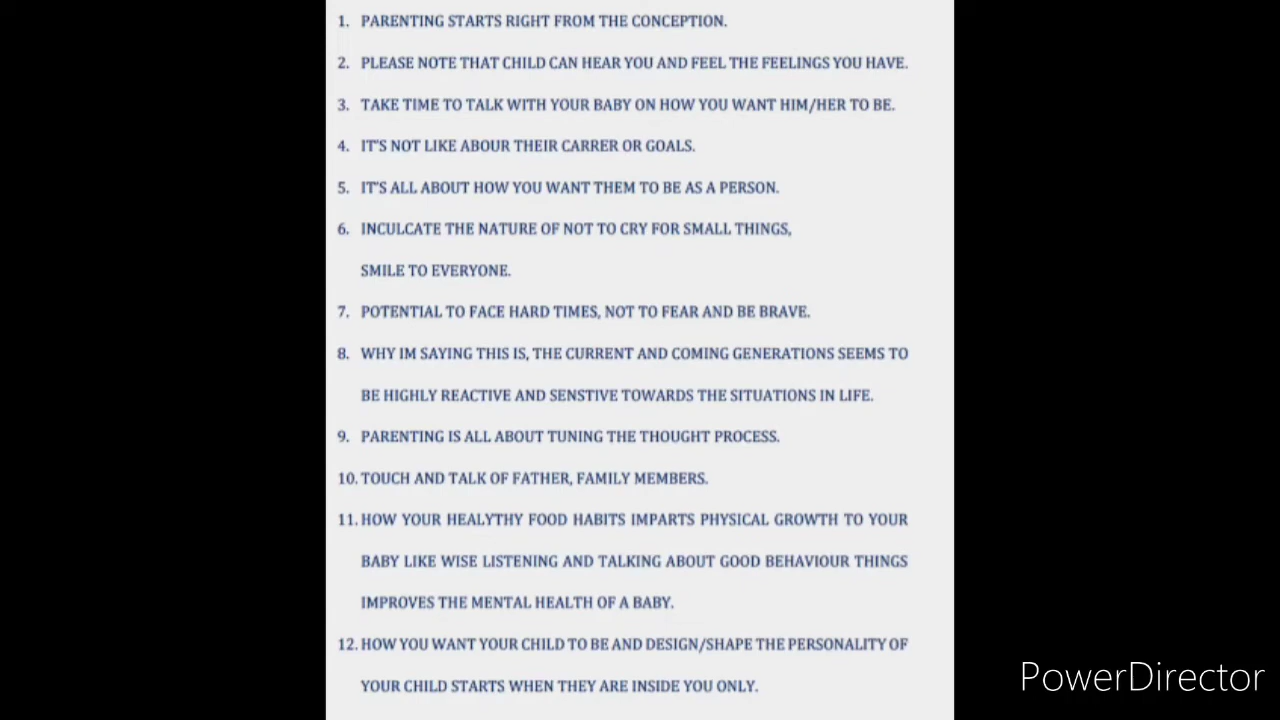 1. PARENTING STARTS RIGHT FROM THE CONCEPTION.
2. PLEASE NOTE THAT CHILD CAN HEAR YOU AND FEEL THE FEELINGS YOU HAVE.
3. TAKE TIME TO TALK WITH YOUR BABY ON HOW YOU WANT HIM/HER TO BE.
4. IT'S NOT LIKE ABOUR THEIR CARRER OR GOALS.
5. IT'S ALL ABOUT HOW YOU WANT THEM TO BE AS A PERSON.
6. INCULCATE THE NATURE OF NOT TO CRY FOR SMALL THINGS,
SMILE TO EVERYONE.
7. POTENTIAL TO FACE HARD TIMES, NOT TO FEAR AND BE BRAVE.
8. WHY IM SAYING THIS IS, THE CURRENT AND COMING GENERATIONS SEEMS TO
BE HIGHLY REACTIVE AND SENSTIVE TOWARDS THE SITUATIONS IN LIFE.
9. PARENTING IS ALL ABOUT TUNING THE THOUGHT PROCESS.
10. TOUCH AND TALK OF FATHER, FAMILY MEMBERS.
11. HOW YOUR HEALYTHY FOOD HABITS IMPARTS PHYSICAL GROWTH TO YOUR
BABY LIKE WISE LISTENING AND TALKING ABOUT GOOD BEHAVIOUR THINGS
IMPROVES THE MENTAL HEALTH OF A BABY.
12. HOW YOU WANT YOUR CHILD TO BE AND DESIGN/SHAPE THE PERSONALITY OF
YOUR CHILD STARTS WHEN THEY ARE INSIDE YOU ONLY.
PowerDirector